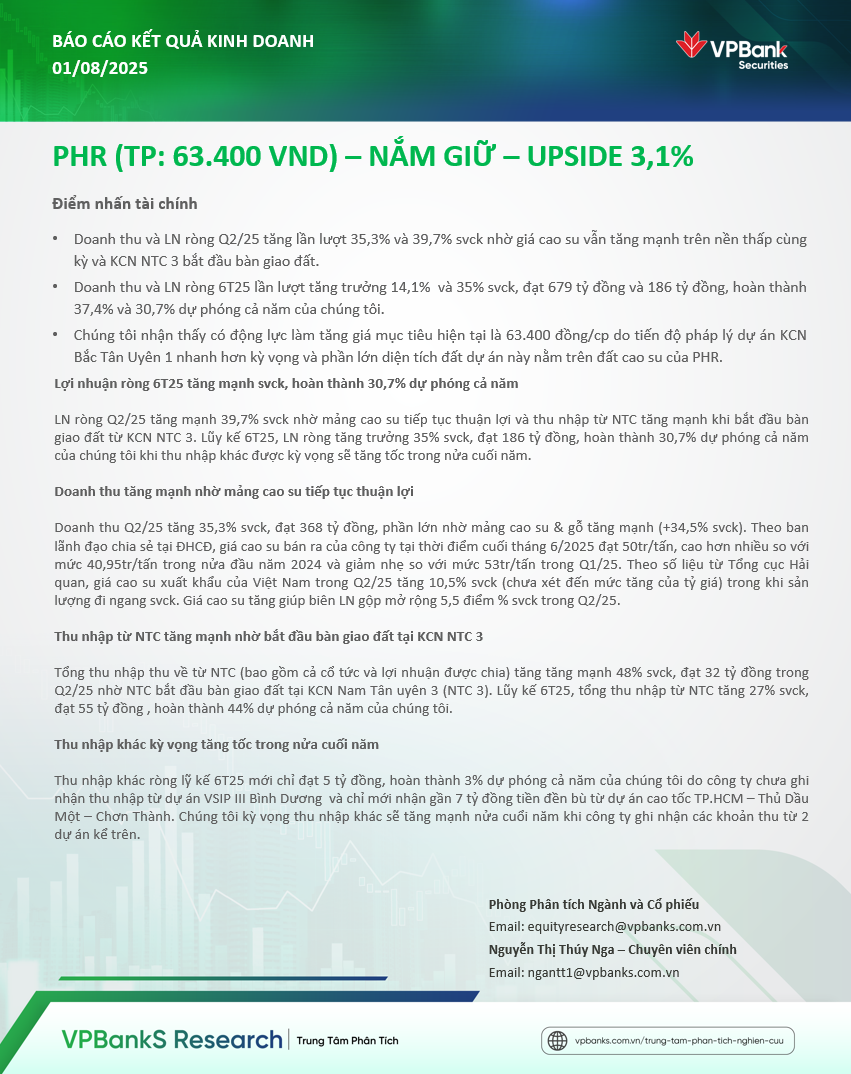 BÁO CÁO KẾT QUẢ KINH DOANH
01/08/2025
VPBank
Securities
PHR (TP: 63.400 VND) – NẮM GIỮ – UPSIDE 3,1%
Điểm nhấn tài chính
• Doanh thu và LN ròng Q2/25 tăng lần lượt 35,3% và 39,7% svck nhờ giá cao su vẫn tăng mạnh trên nền thấp cùng
kỳ và KCN NTC 3 bắt đầu bàn giao đất.
• Doanh thu và LN ròng 6T25 lần lượt tăng trưởng 14,1% và 35% svck, đạt 679 tỷ đồng và 186 tỷ đồng, hoàn thành
37,4% và 30,7% dự phóng cả năm của chúng tôi.
• Chúng tôi nhận thấy có động lực làm tăng giá mục tiêu hiện tại là 63.400 đồng/cp do tiến độ pháp lý dự án KCN
Bắc Tân Uyên 1 nhanh hơn kỳ vọng và phần lớn diện tích đất dự án này nằm trên đất cao su của PHR.
Lợi nhuận ròng 6T25 tăng mạnh svck, hoàn thành 30,7% dự phóng cả năm
LN ròng Q2/25 tăng mạnh 39,7% svck nhờ mảng cao su tiếp tục thuận lợi và thu nhập từ NTC tăng mạnh khi bắt đầu bàn
giao đất từ KCN NTC 3. Lũy kế 6T25, LN ròng tăng trưởng 35% svck, đạt 186 tỷ đồng, hoàn thành 30,7% dự phóng cả năm
của chúng tôi khi thu nhập khác được kỳ vọng sẽ tăng tốc trong nửa cuối năm.
Doanh thu tăng mạnh nhờ mảng cao su tiếp tục thuận lợi
Doanh thu Q2/25 tăng 35,3% svck, đạt 368 tỷ đồng, phần lớn nhờ mảng cao su & gỗ tăng mạnh (+34,5% svck). Theo ban
lãnh đạo chia sẻ tại ĐHCĐ, giá cao su bán ra của công ty tại thời điểm cuối tháng 6/2025 đạt 50tr/tấn, cao hơn nhiều so với
mức 40,95tr/tấn trong nửa đầu năm 2024 và giảm nhẹ so với mức 53tr/tấn trong Q1/25. Theo số liệu từ Tổng cục Hải
quan, giá cao su xuất khẩu của Việt Nam trong Q2/25 tăng 10,5% svck (chưa xét đến mức tăng của tỷ giá) trong khi sản
lượng đi ngang svck. Giá cao su tăng giúp biên LN gộp mở rộng 5,5 điểm % svck trong Q2/25.
Thu nhập từ NTC tăng mạnh nhờ bắt đầu bàn giao đất tại KCN NTC 3
Tổng thu nhập thu về từ NTC (bao gồm cả cổ tức và lợi nhuận được chia) tăng tăng mạnh 48% svck, đạt 32 tỷ đồng trong
Q2/25 nhờ NTC bắt đầu bàn giao đất tại KCN Nam Tân uyên 3 (NTC 3). Lũy kế 6T25, tổng thu nhập từ NTC tăng 27% svck,
đạt 55 tỷ đồng , hoàn thành 44% dự phóng cả năm của chúng tôi.
Thu nhập khác kỳ vọng tăng tốc trong nửa cuối năm
Thu nhập khác ròng lỹ kế 6T25 mới chỉ đạt 5 tỷ đồng, hoàn thành 3% dự phóng cả năm của chúng tôi do công ty chưa ghi
nhận thu nhập từ dự án VSIP III Bình Dương và chỉ mới nhận gần 7 tỷ đồng tiền đền bù từ dự án cao tốc TP.HCM – Thủ Dầu
Một – Chơn Thành. Chúng tôi kỳ vọng thu nhập khác sẽ tăng mạnh nửa cuổi năm khi công ty ghi nhận các khoản thu từ 2
dự án kể trên.
Phòng Phân tích Ngành và Cổ phiếu
Email: equityresearch@vpbanks.com.vn
Nguyễn Thị Thúy Nga – Chuyên viên chính
Email: ngantt1@vpbanks.com.vn
VPBankS Research | Trung Tâm Phân Tích
vpbanks.com.vn/trung-tam-phan-tich-nghien-cuu